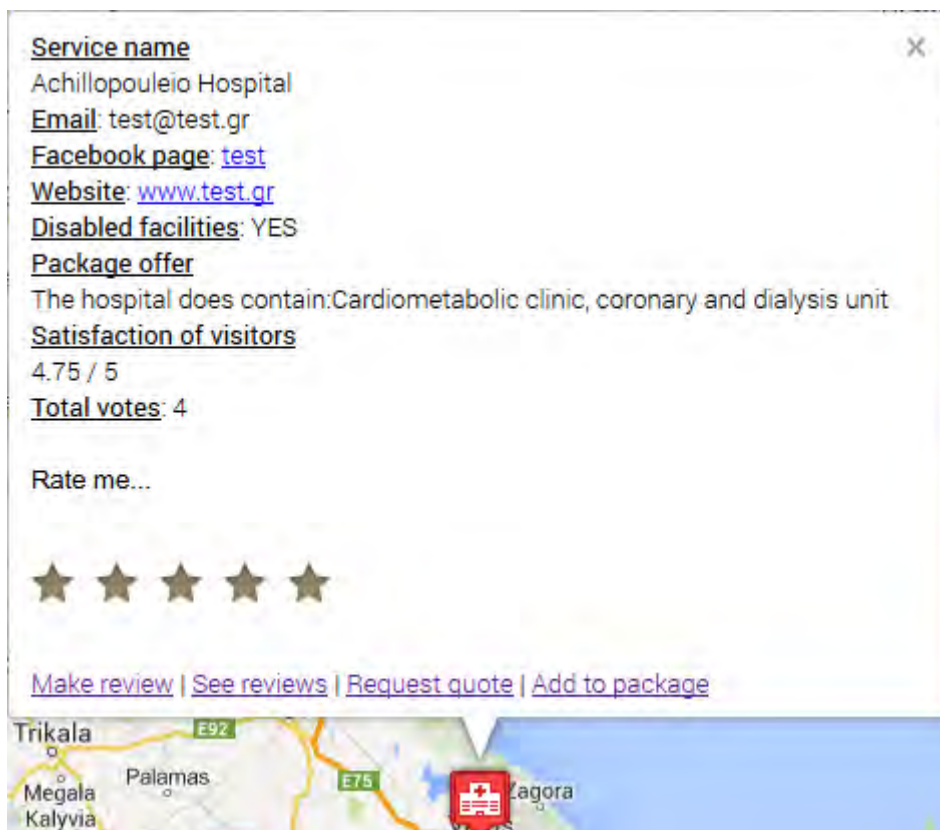 Service name
Achillopouleio Hospital
Email: test@test.gr
Facebook page: test
Website: www.test.gr
Disabled facilities: YES
Package offer
The hospital does contain:Cardiometabolic clinic, coronary and dialysis unit
Satisfaction of visitors
4.75 / 5
Total votes: 4
Rate me...
Make review | See reviews | Request quote | Add to package
Trikala
E92
Palamas
E75
Megala
Kalyvia
Zagora